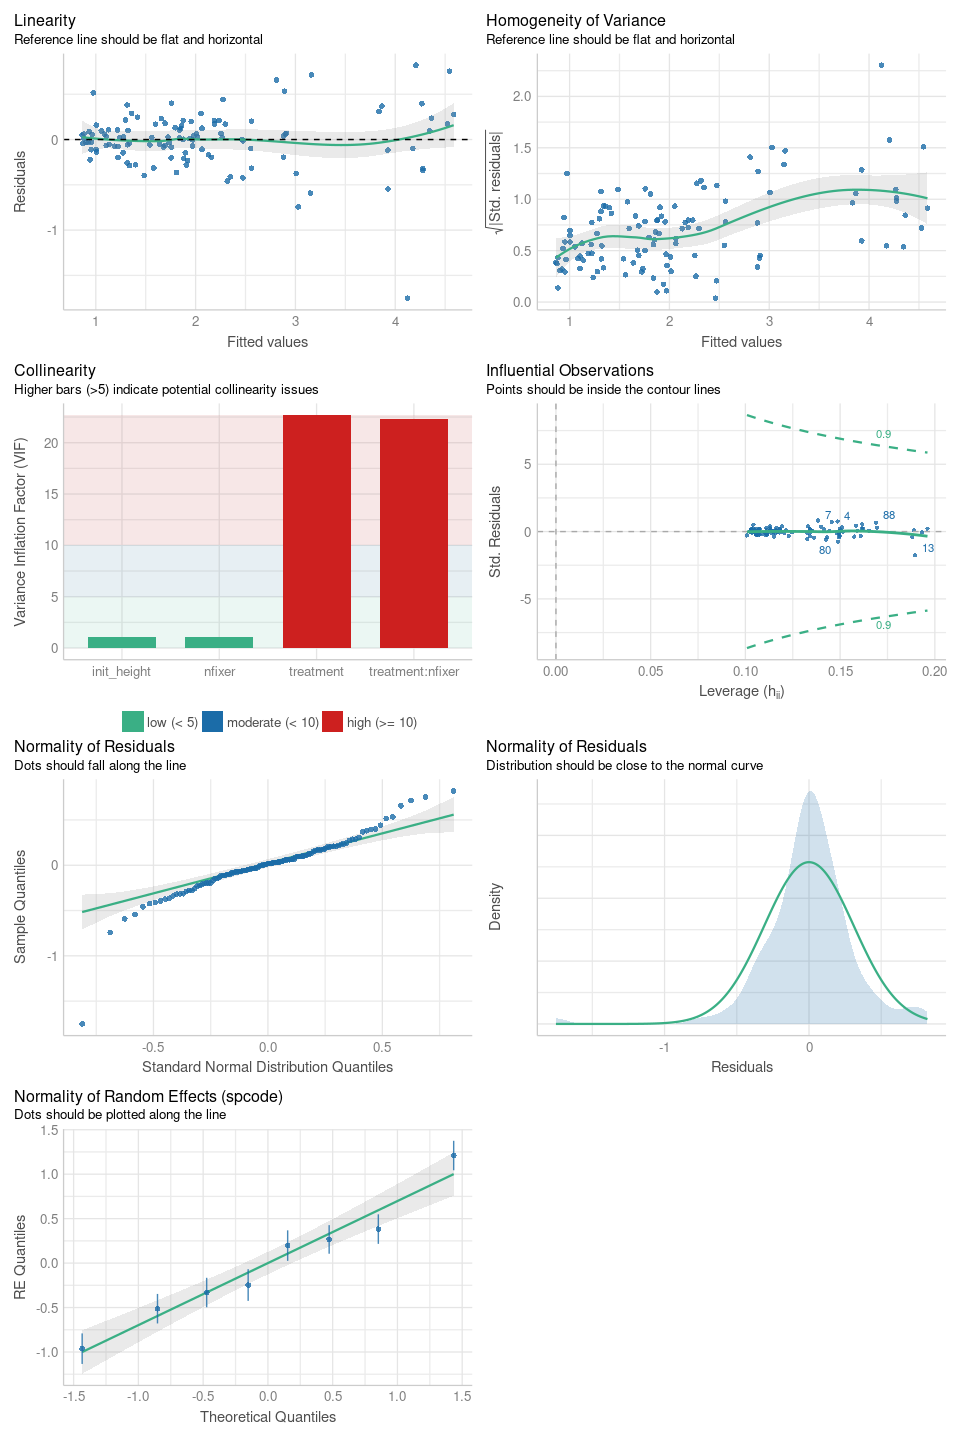 Linearity
Reference line should be flat and horizontal
Residuals
0
-1
1
2
3
4
Fitted values
Homogeneity of Variance
Reference line should be flat and horizontal
√|Std. residuals|
2.0
1.5
1.0
0.5
0.0
1
2
3
4
Fitted values
Collinearity
Higher bars (>5) indicate potential collinearity issues
Variance Inflation Factor (VIF)
20
15
10
5
0
init_height
nfixer
treatment
treatment:nfixer
low (< 5)
moderate (< 10)
high (>= 10)
Influential Observations
Points should be inside the contour lines
Std. Residuals
5
0
-5
0.9
7
4
88
80
13
0.9
0.00
0.05
0.10
0.15
0.20
Leverage (hii)
Normality of Residuals
Dots should fall along the line
Sample Quantiles
0
-1
-0.5
0.0
0.5
Standard Normal Distribution Quantiles
Normality of Residuals
Distribution should be close to the normal curve
Density
-1
0
Residuals
Normality of Random Effects (spcode)
Dots should be plotted along the line
RE Quantiles
1.5
1.0
0.5
0.0
-0.5
-1.0
-1.5
-1.0
-0.5
0.0
0.5
1.0
1.5
Theoretical Quantiles